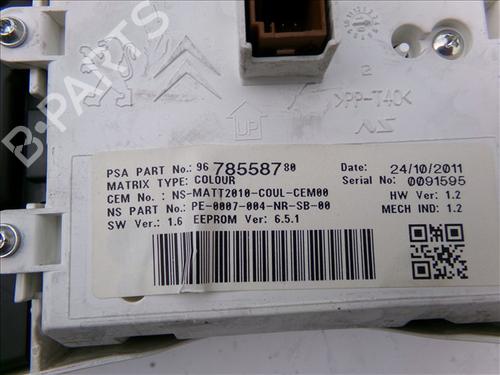 B-PARTS
2
UP
>PP-T40<
NS
PSA PART No.: 96 785587 80
MATRIX TYPE: COLOUR
CEM No. : NS-MATT2010-COUL-CEM00
NS PART No.: PE-0007-004-NR-SB-00
SW Ver.: 1.6 EEPROM Ver: 6.5.1
Date: 24/10/2011
Serial No.: 0091595
HW Ver.: 1.2
MECH IND: 1.2